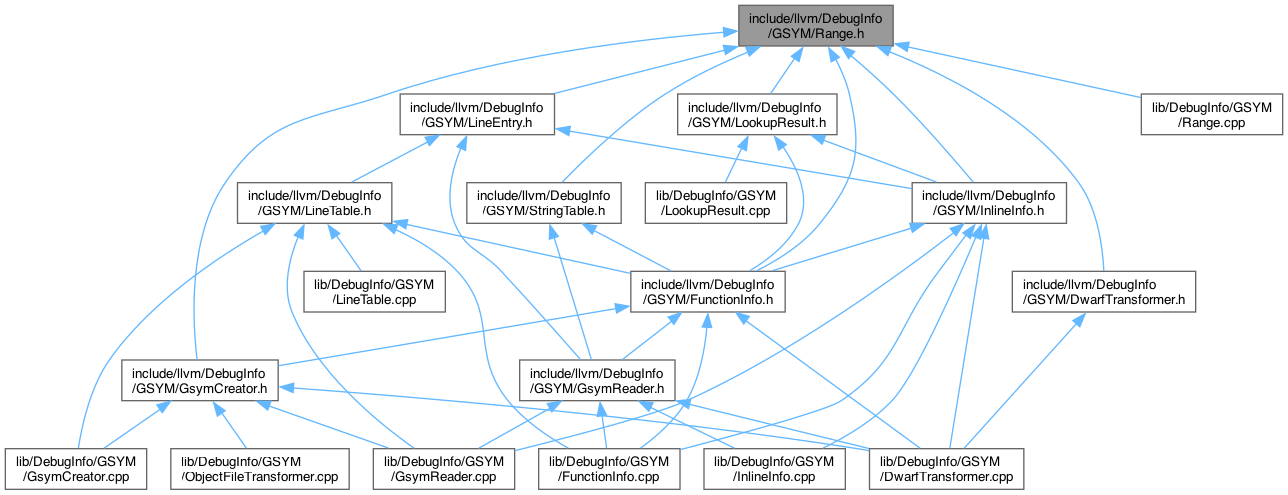 include/llvm/DebugInfo
/GSYM/Range.h
include/llvm/DebugInfo
/GSYM/LineEntry.h
include/llvm/DebugInfo
/GSYM/LookupResult.h
lib/DebugInfo/GSYM
/Range.cpp
include/llvm/DebugInfo
/GSYM/LineTable.h
include/llvm/DebugInfo
/GSYM/StringTable.h
lib/DebugInfo/GSYM
/LookupResult.cpp
include/llvm/DebugInfo
/GSYM/InlineInfo.h
lib/DebugInfo/GSYM
/LineTable.cpp
include/llvm/DebugInfo
/GSYM/FunctionInfo.h
include/llvm/DebugInfo
/GSYM/DwarfTransformer.h
include/llvm/DebugInfo
/GSYM/GsymCreator.h
include/llvm/DebugInfo
/GSYM/GsymReader.h
lib/DebugInfo/GSYM
/GsymCreator.cpp
lib/DebugInfo/GSYM
/ObjectFileTransformer.cpp
lib/DebugInfo/GSYM
/GsymReader.cpp
lib/DebugInfo/GSYM
/FunctionInfo.cpp
lib/DebugInfo/GSYM
/InlineInfo.cpp
lib/DebugInfo/GSYM
/DwarfTransformer.cpp